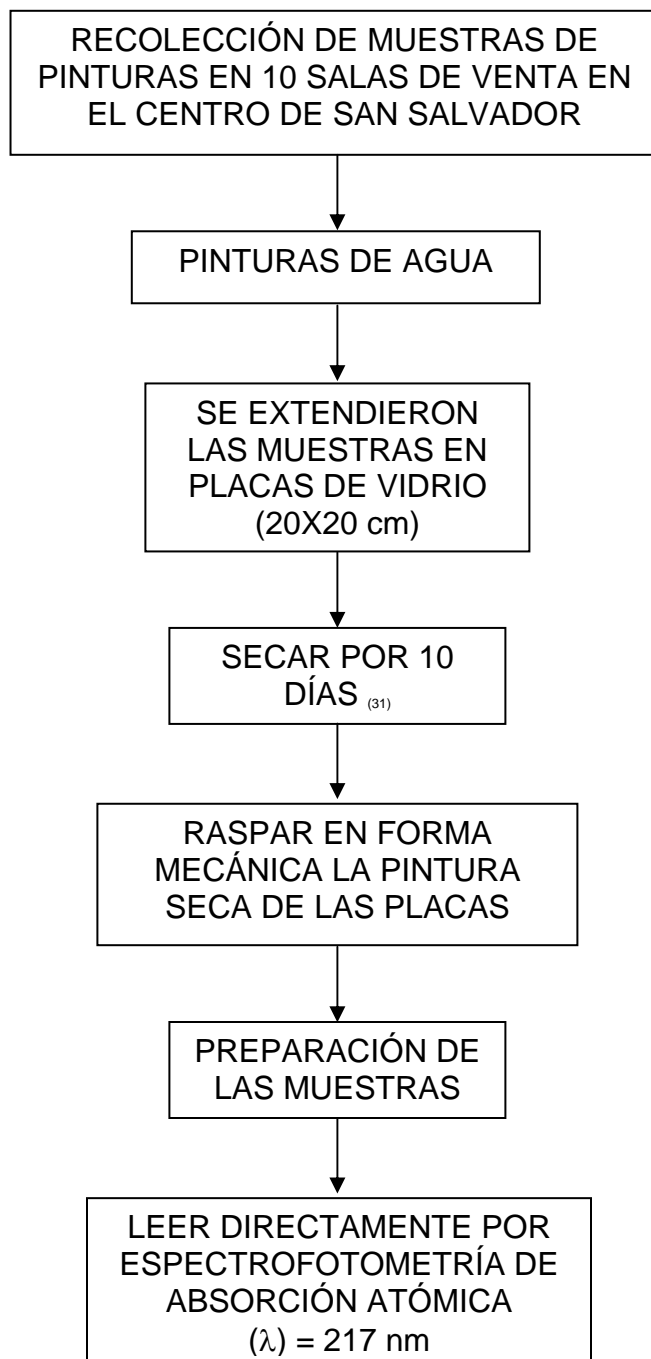 RECOLECCIÓN DE MUESTRAS DE
PINTURAS EN 10 SALAS DE VENTA EN
EL CENTRO DE SAN SALVADOR
PINTURAS DE AGUA
SE EXTENDIERON
LAS MUESTRAS EN
PLACAS DE VIDRIO
(20X20 cm)
SECAR POR 10
DÍAS (31)
RASPAR EN FORMA
MECÁNICA LA PINTURA
SECA DE LAS PLACAS
PREPARACIÓN DE
LAS MUESTRAS
LEER DIRECTAMENTE POR
ESPECTROFOTOMETRÍA DE
ABSORCIÓN ATÓMICA
(λ) = 217 nm